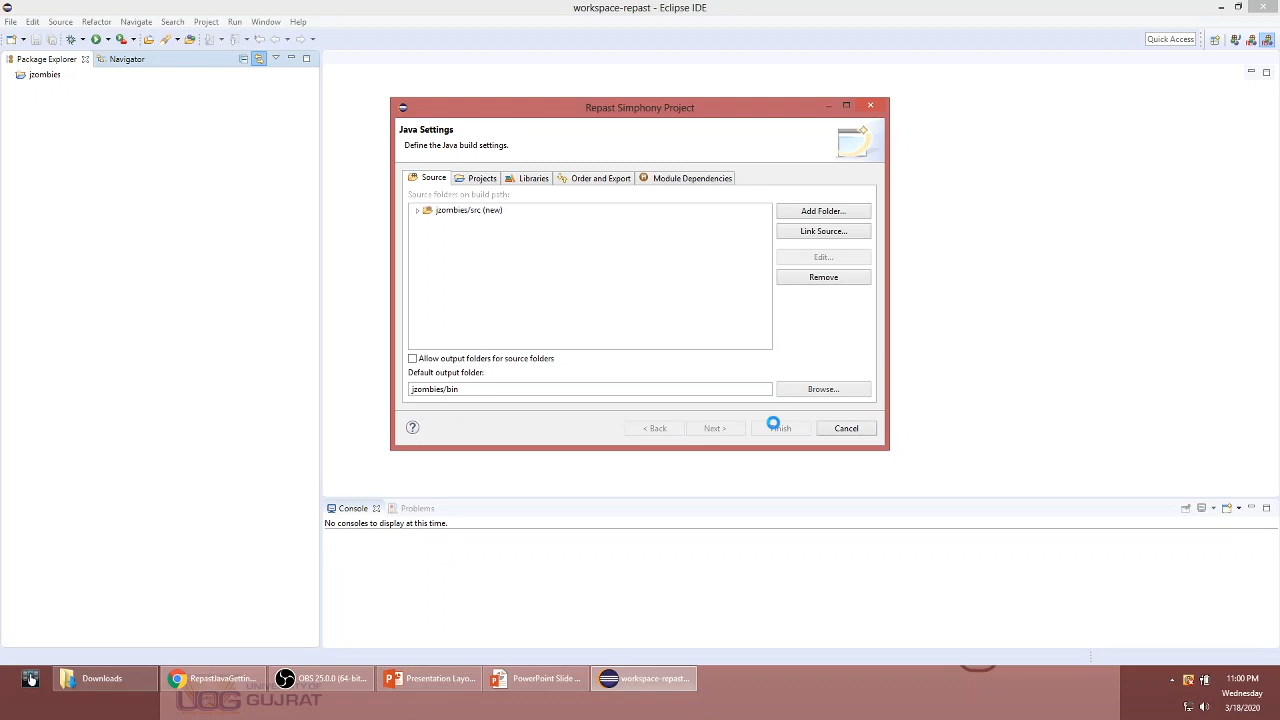 workspace-repast - Eclipse IDE
File Edit Source Refactor Navigate Search Project Run Window Help
Quick Access
Package Explorer Navigator
jzombies
Repast Simphony Project
Java Settings
Define the Java build settings.
Source Projects Libraries Order and Export Module Dependencies
Source folders on build path:
jzombies/src (new)
Add Folder...
Link Source...
Edit...
Remove
Allow output folders for source folders
Default output folder:
jzombies/bin
Browse...
? < Back Next > Finish Cancel
Console Problems
No consoles to display at this time.
Downloads RepastJavaGettin... OBS 25.0.0 (64-bit... Presentation Layo... PowerPoint Slide ... workspace-repast...
11:00 PM
Wednesday
3/18/2020
UNIVERSITY OF
GUJRAT